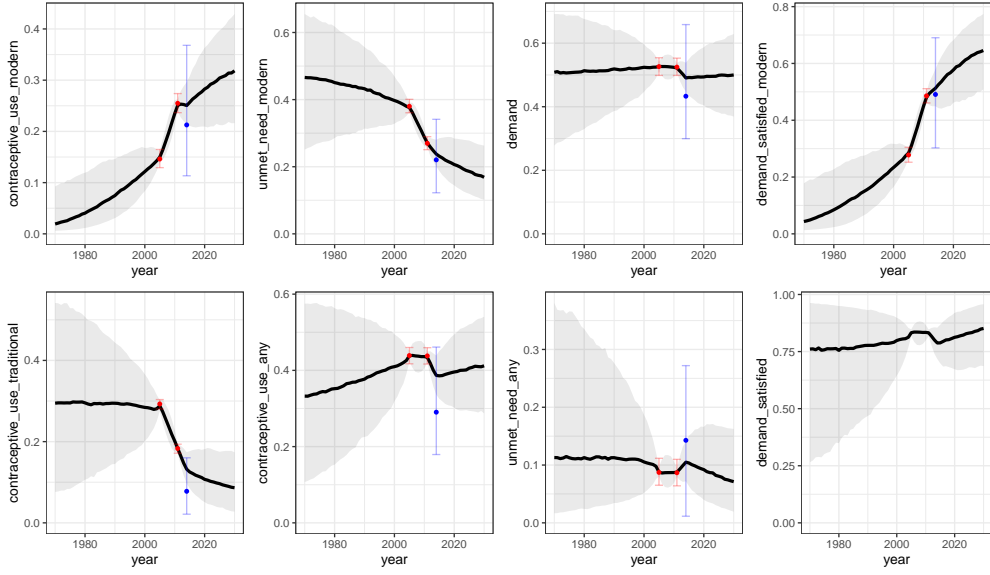 contraceptive_use_modern
0.4
0.3
0.2
0.1
0.0
1980 2000 2020
year
unmet_need_modern
0.6
0.4
0.2
0.0
1980 2000 2020
year
demand
0.6
0.4
0.2
0.0
1980 2000 2020
year
demand_satisfied_modern
0.8
0.6
0.4
0.2
0.0
1980 2000 2020
year
contraceptive_use_traditional
0.4
0.2
0.0
1980 2000 2020
year
contraceptive_use_any
0.6
0.4
0.2
0.0
1980 2000 2020
year
unmet_need_any
0.3
0.2
0.1
0.0
1980 2000 2020
year
demand_satisfied
1.00
0.75
0.50
0.25
0.00
1980 2000 2020
year